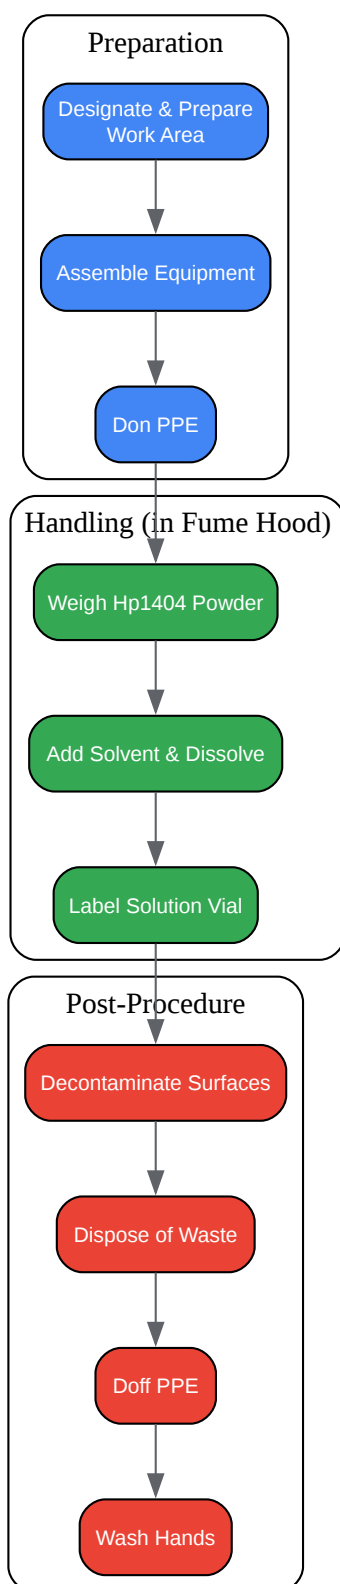 Preparation
Designate & Prepare
Work Area
Assemble Equipment
Don PPE
Handling (in Fume Hood)
Weigh Hp1404 Powder
Add Solvent & Dissolve
Label Solution Vial
Post-Procedure
Decontaminate Surfaces
Dispose of Waste
Doff PPE
Wash Hands